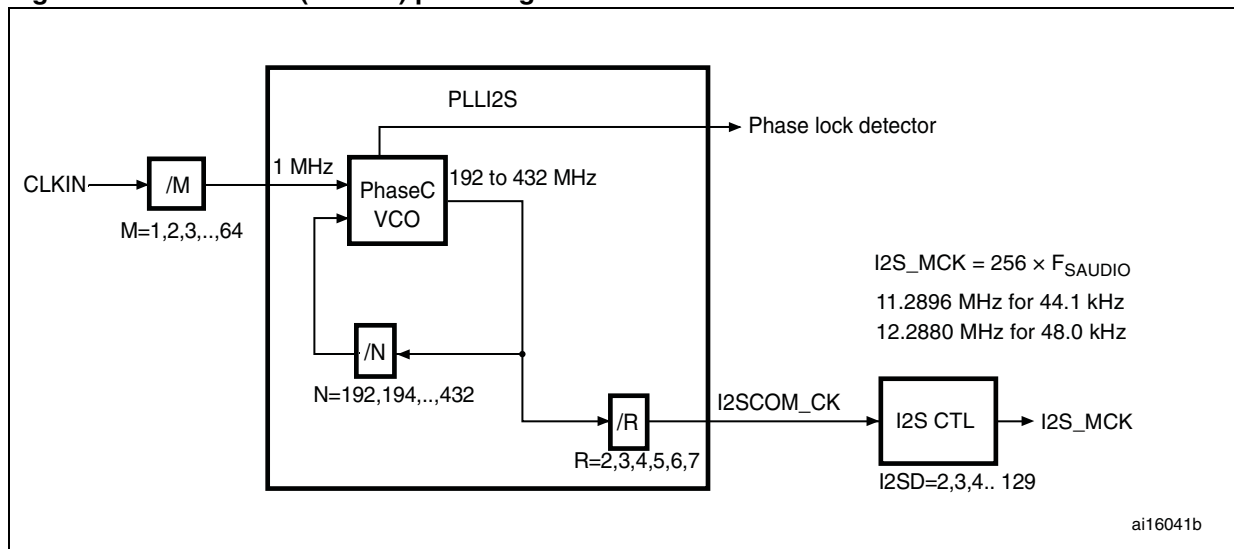 PLLI2S
Phase lock detector
1 MHz
192 to 432 MHz
CLKIN
/M
PhaseC
VCO
M=1,2,3,..,64
I2S_MCK = 256 × FSAUDIO
11.2896 MHz for 44.1 kHz
12.2880 MHz for 48.0 kHz
/N
N=192,194,..,432
I2SCOM_CK
/R
I2S CTL
I2S_MCK
R=2,3,4,5,6,7
I2SD=2,3,4.. 129
ai16041b